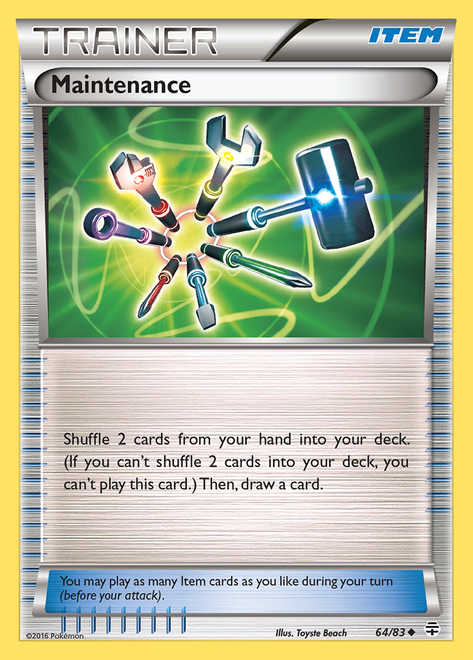 TRAINER
ITEM
Maintenance
Shuffle 2 cards from your hand into your deck.
(If you can't shuffle 2 cards into your deck, you
can't play this card.) Then, draw a card.
You may play as many Item cards as you like during your turn
(before your attack).
©2016 Pokémon
Illus. Toyste Beach
64/83